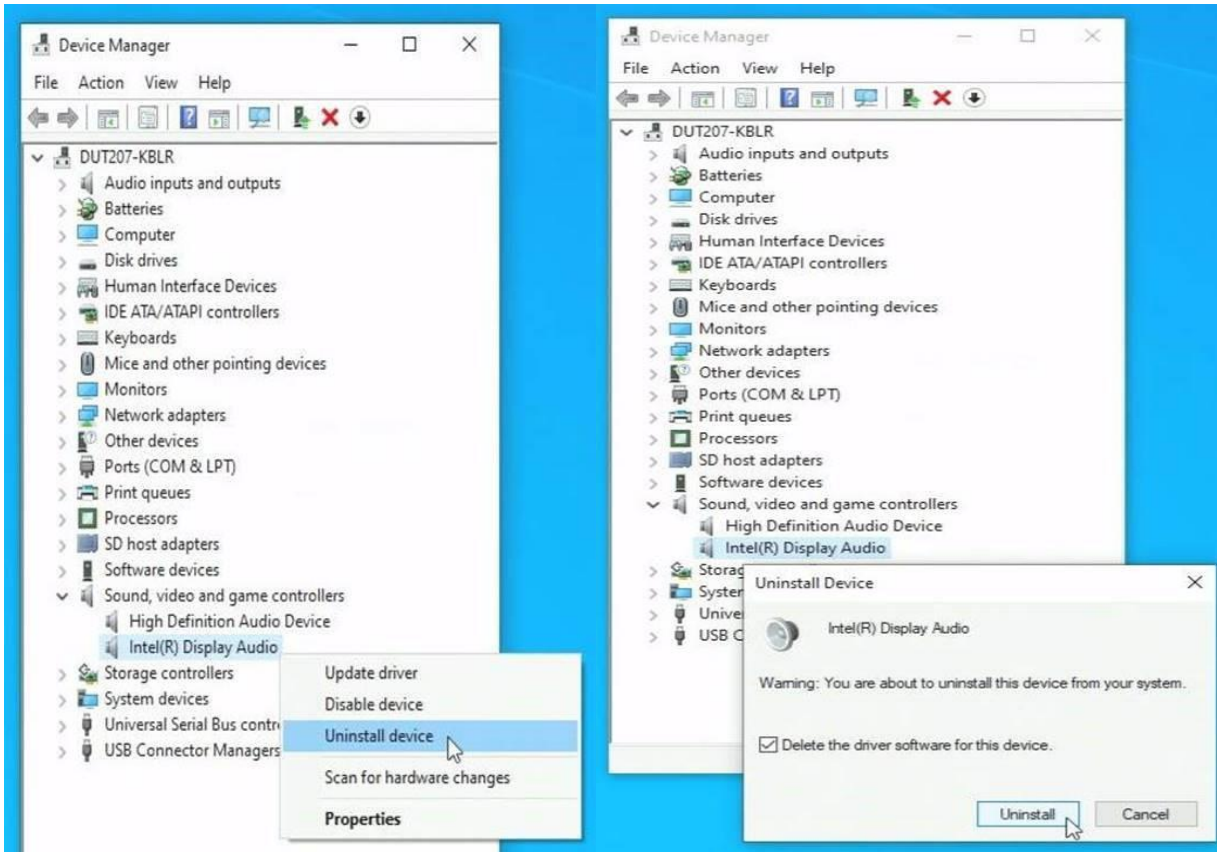 Device Manager
File Action View Help
DUT207-KBLR
Audio inputs and outputs
Batteries
Computer
Disk drives
Human Interface Devices
IDE ATA/ATAPI controllers
Keyboards
Mice and other pointing devices
Monitors
Network adapters
Other devices
Ports (COM & LPT)
Print queues
Processors
SD host adapters
Software devices
Sound, video and game controllers
High Definition Audio Device
Intel(R) Display Audio
Storage controllers
System devices
Universal Serial Bus contr
USB Connector Managers
Update driver
Disable device
Uninstall device
Scan for hardware changes
Properties
Device Manager
File Action View Help
DUT207-KBLR
Audio inputs and outputs
Batteries
Computer
Disk drives
Human Interface Devices
IDE ATA/ATAPI controllers
Keyboards
Mice and other pointing devices
Monitors
Network adapters
Other devices
Ports (COM & LPT)
Print queues
Processors
SD host adapters
Software devices
Sound, video and game controllers
High Definition Audio Device
Intel(R) Display Audio
Storag
System
Univer
USB C
Uninstall Device
Intel(R) Display Audio
Warning: You are about to uninstall this device from your system.
Delete the driver software for this device.
Uninstall Cancel